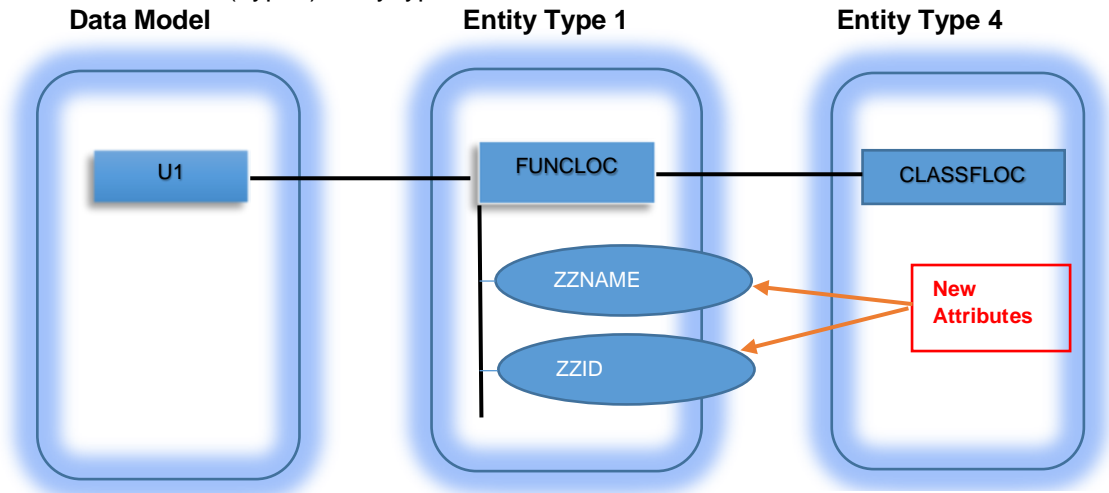 Data Model
Entity Type 1
Entity Type 4
U1
FUNCLOC
CLASSFLOC
ZZNAME
New
Attributes
ZZID